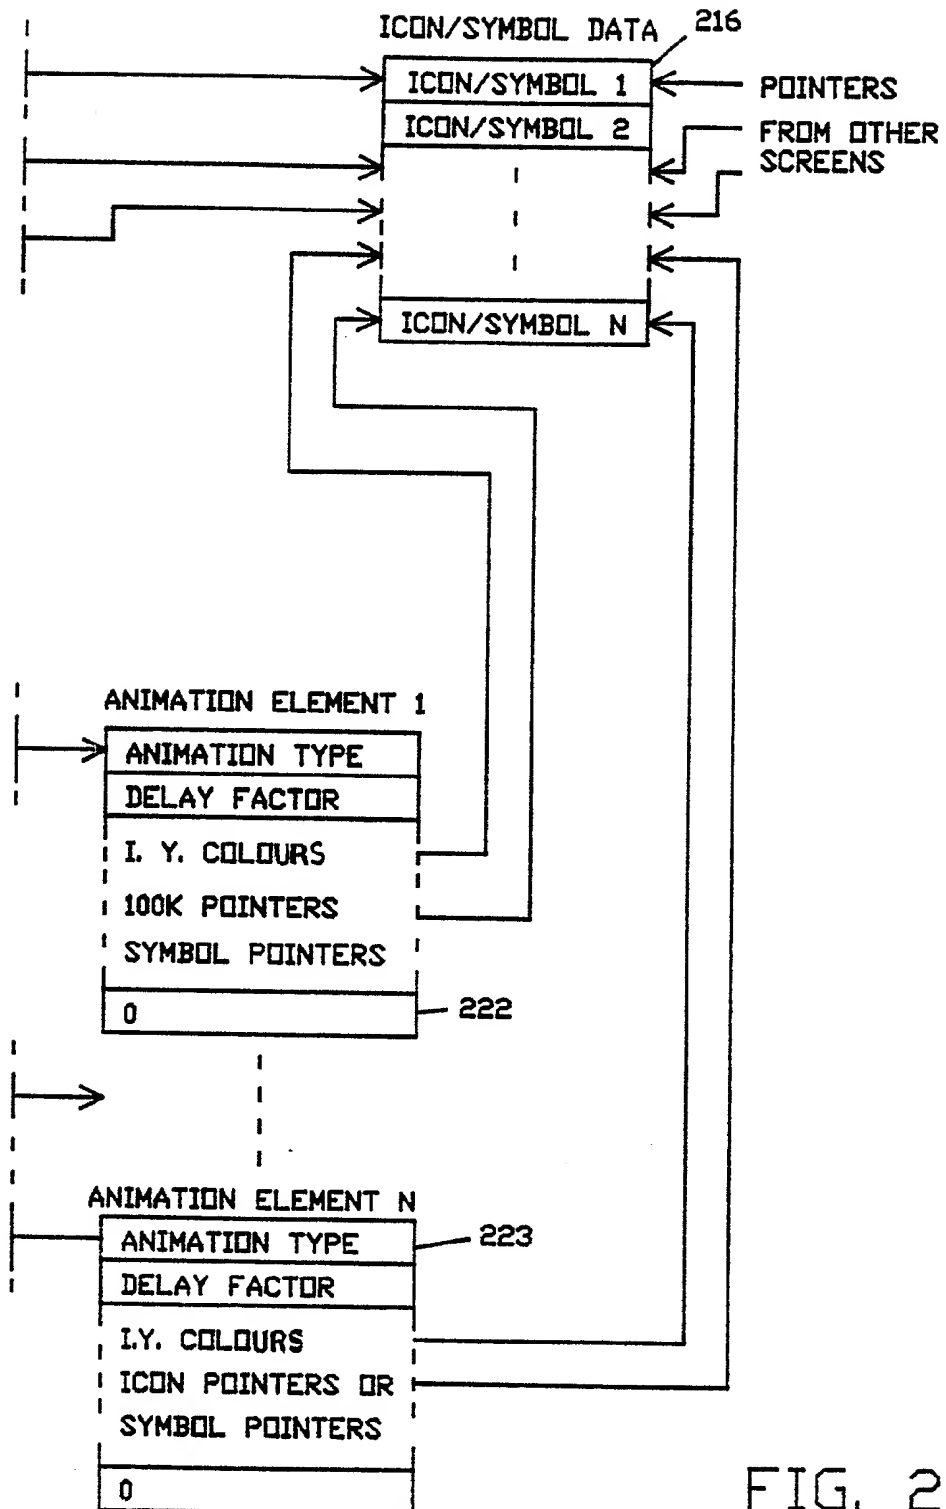 ICON/SYMBOL DATA
216
ICON/SYMBOL 1
POINTERS
ICON/SYMBOL 2
FROM OTHER
SCREENS
ICON/SYMBOL N
ANIMATION ELEMENT 1
ANIMATION TYPE
DELAY FACTOR
I. Y. COLOURS
100K POINTERS
SYMBOL POINTERS
0
222
ANIMATION ELEMENT N
ANIMATION TYPE
223
DELAY FACTOR
I.Y. COLOURS
ICON POINTERS OR
SYMBOL POINTERS
0
FIG. 2